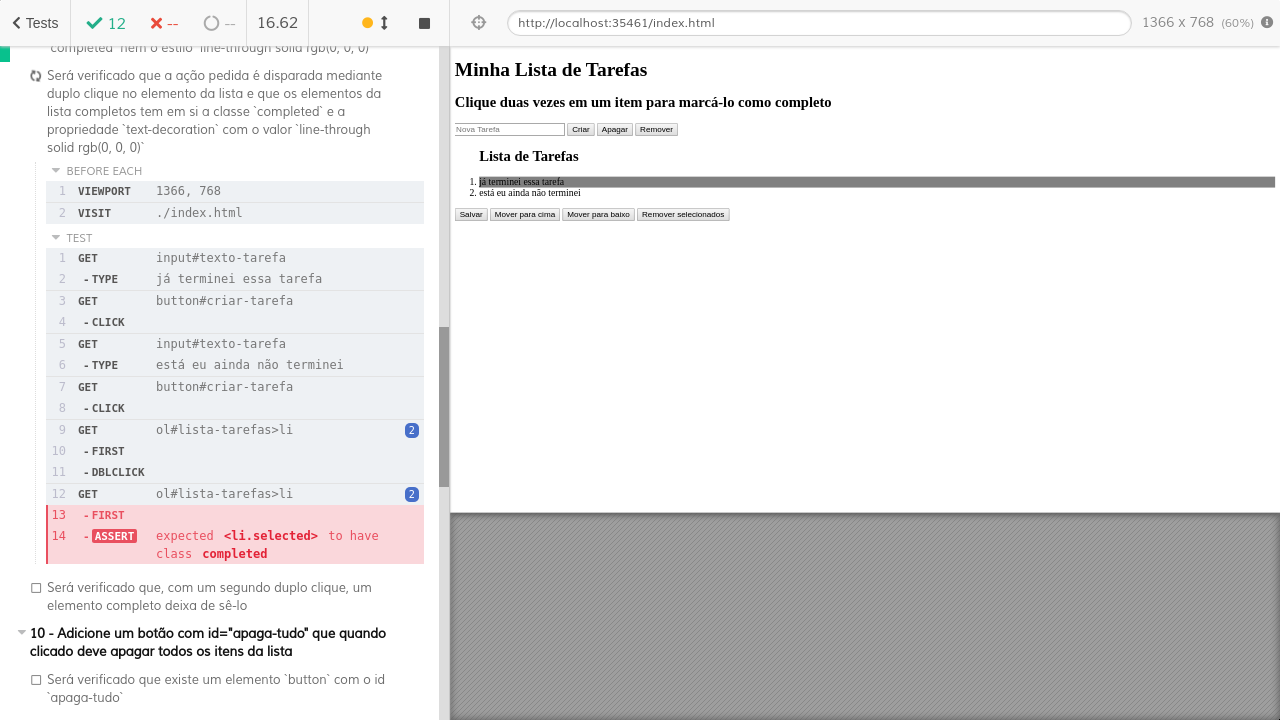 Tests
12
--
--
16.62
http://localhost:35461/index.html
1366 x 768 (60%)
`completed` nem o estilo `line-through solid rgb(0, 0, 0)`
Será verificado que a ação pedida é disparada mediante
duplo clique no elemento da lista e que os elementos da
lista completos tem em si a classe `completed` e a
propriedade `text-decoration` com o valor `line-through
solid rgb(0, 0, 0)`
BEFORE EACH
1 VIEWPORT 1366, 768
2 VISIT ./index.html
TEST
1 GET input#texto-tarefa
2 - TYPE já terminei essa tarefa
3 GET button#criar-tarefa
4 - CLICK
5 GET input#texto-tarefa
6 - TYPE está eu ainda não terminei
7 GET button#criar-tarefa
8 - CLICK
9 GET ol#lista-tarefas>li 2
10 - FIRST
11 - DBLCLICK
12 GET ol#lista-tarefas>li 2
13 - FIRST
14 - ASSERT expected <li.selected> to have
class completed
Será verificado que, com um segundo duplo clique, um
elemento completo deixa de sê-lo
10 - Adicione um botão com id="apaga-tudo" que quando
clicado deve apagar todos os itens da lista
Será verificado que existe um elemento `button` com o id
`apaga-tudo`
Minha Lista de Tarefas
Clique duas vezes em um item para marcá-lo como completo
Nova Tarefa Criar Apagar Remover
Lista de Tarefas
1. já terminei essa tarefa
2. está eu ainda não terminei
Salvar Mover para cima Mover para baixo Remover selecionados